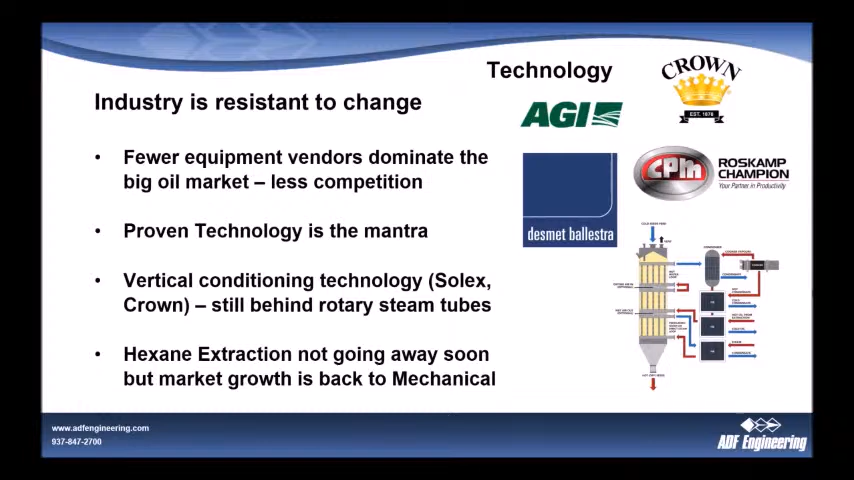 Technology
CROWN
EST. 1878
Industry is resistant to change
AGI
• Fewer equipment vendors dominate the
big oil market – less competition
cpm
ROSKAMP
CHAMPION
Your Partner in Productivity
desmet ballestra
• Proven Technology is the mantra
• Vertical conditioning technology (Solex,
Crown) – still behind rotary steam tubes
• Hexane Extraction not going away soon
but market growth is back to Mechanical
www.adfengineering.com
937-847-2700
ADF Engineering